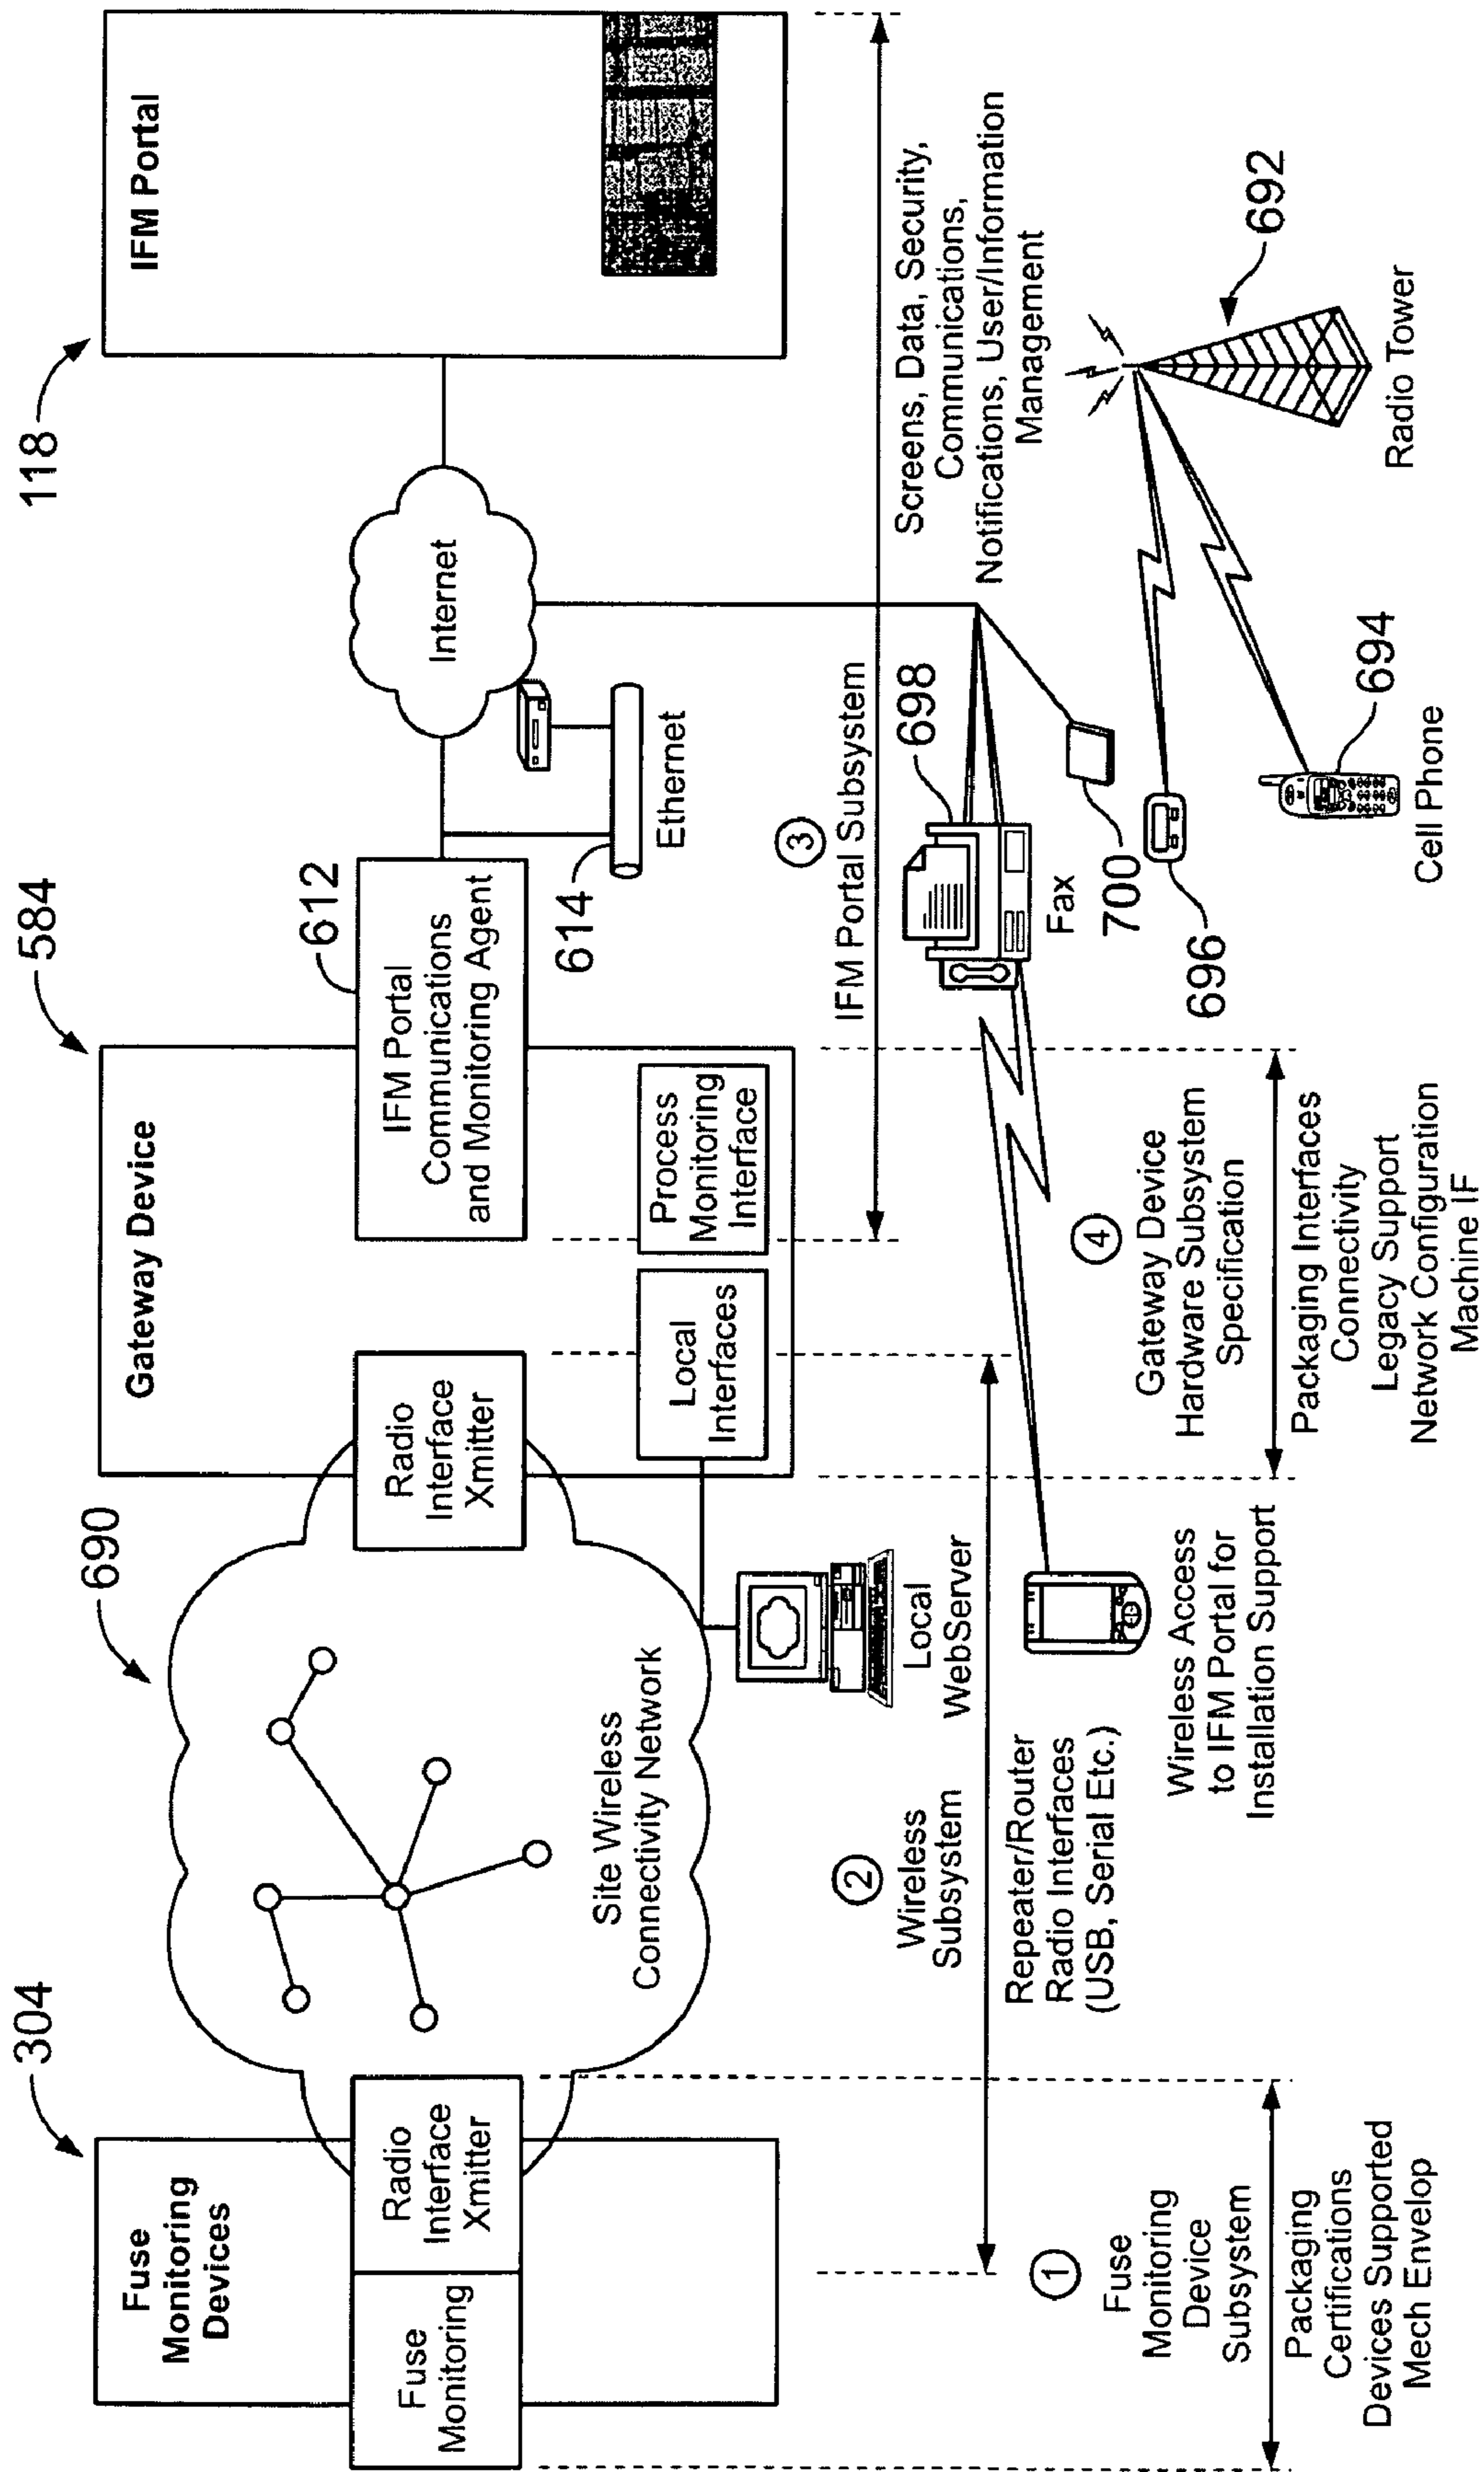 304
Fuse
Monitoring
Devices
Fuse
Monitoring
Radio
Interface
Xmitter
690
Site Wireless
Connectivity Network
584
Gateway Device
Radio
Interface
Xmitter
Local
Interfaces
Process
Monitoring
Interface
612
IFM Portal
Communications
and Monitoring Agent
614
Ethernet
Internet
118
IFM Portal
Local
WebServer
1
Fuse
Monitoring
Device
Subsystem
Packaging
Certifications
Devices Supported
Mech Envelop
2
Wireless
Subsystem
Repeater/Router
Radio Interfaces
(USB, Serial Etc.)
Wireless Access
to IFM Portal for
Installation Support
3
IFM Portal Subsystem
Screens, Data, Security,
Communications,
Notifications, User/Information
Management
4
Gateway Device
Hardware Subsystem
Specification
Packaging Interfaces
Connectivity
Legacy Support
Network Configuration
Machine IF
698
Fax
700
696
694
Cell Phone
692
Radio Tower